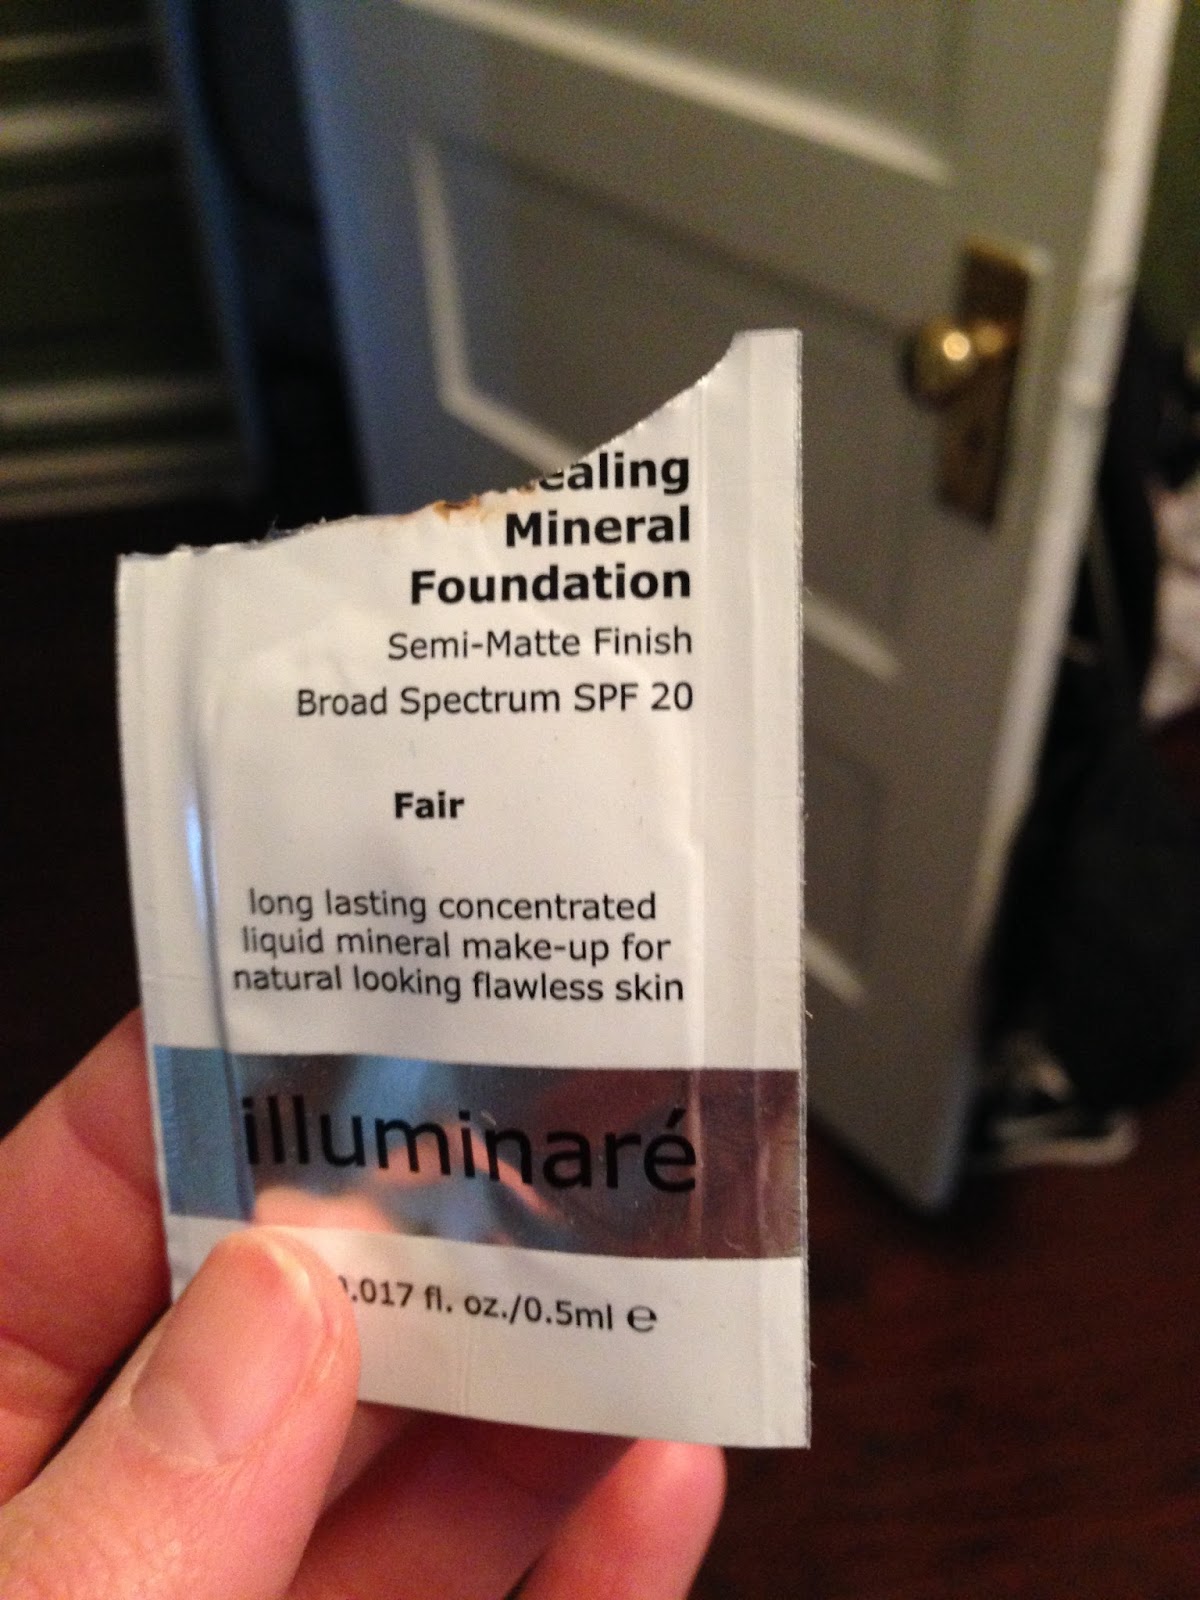 ealing
Mineral
Foundation
Semi-Matte Finish
Broad Spectrum SPF 20
Fair
long lasting concentrated
liquid mineral make-up for
natural looking flawless skin
illuminaré
.017 fl. oz./0.5ml ℮